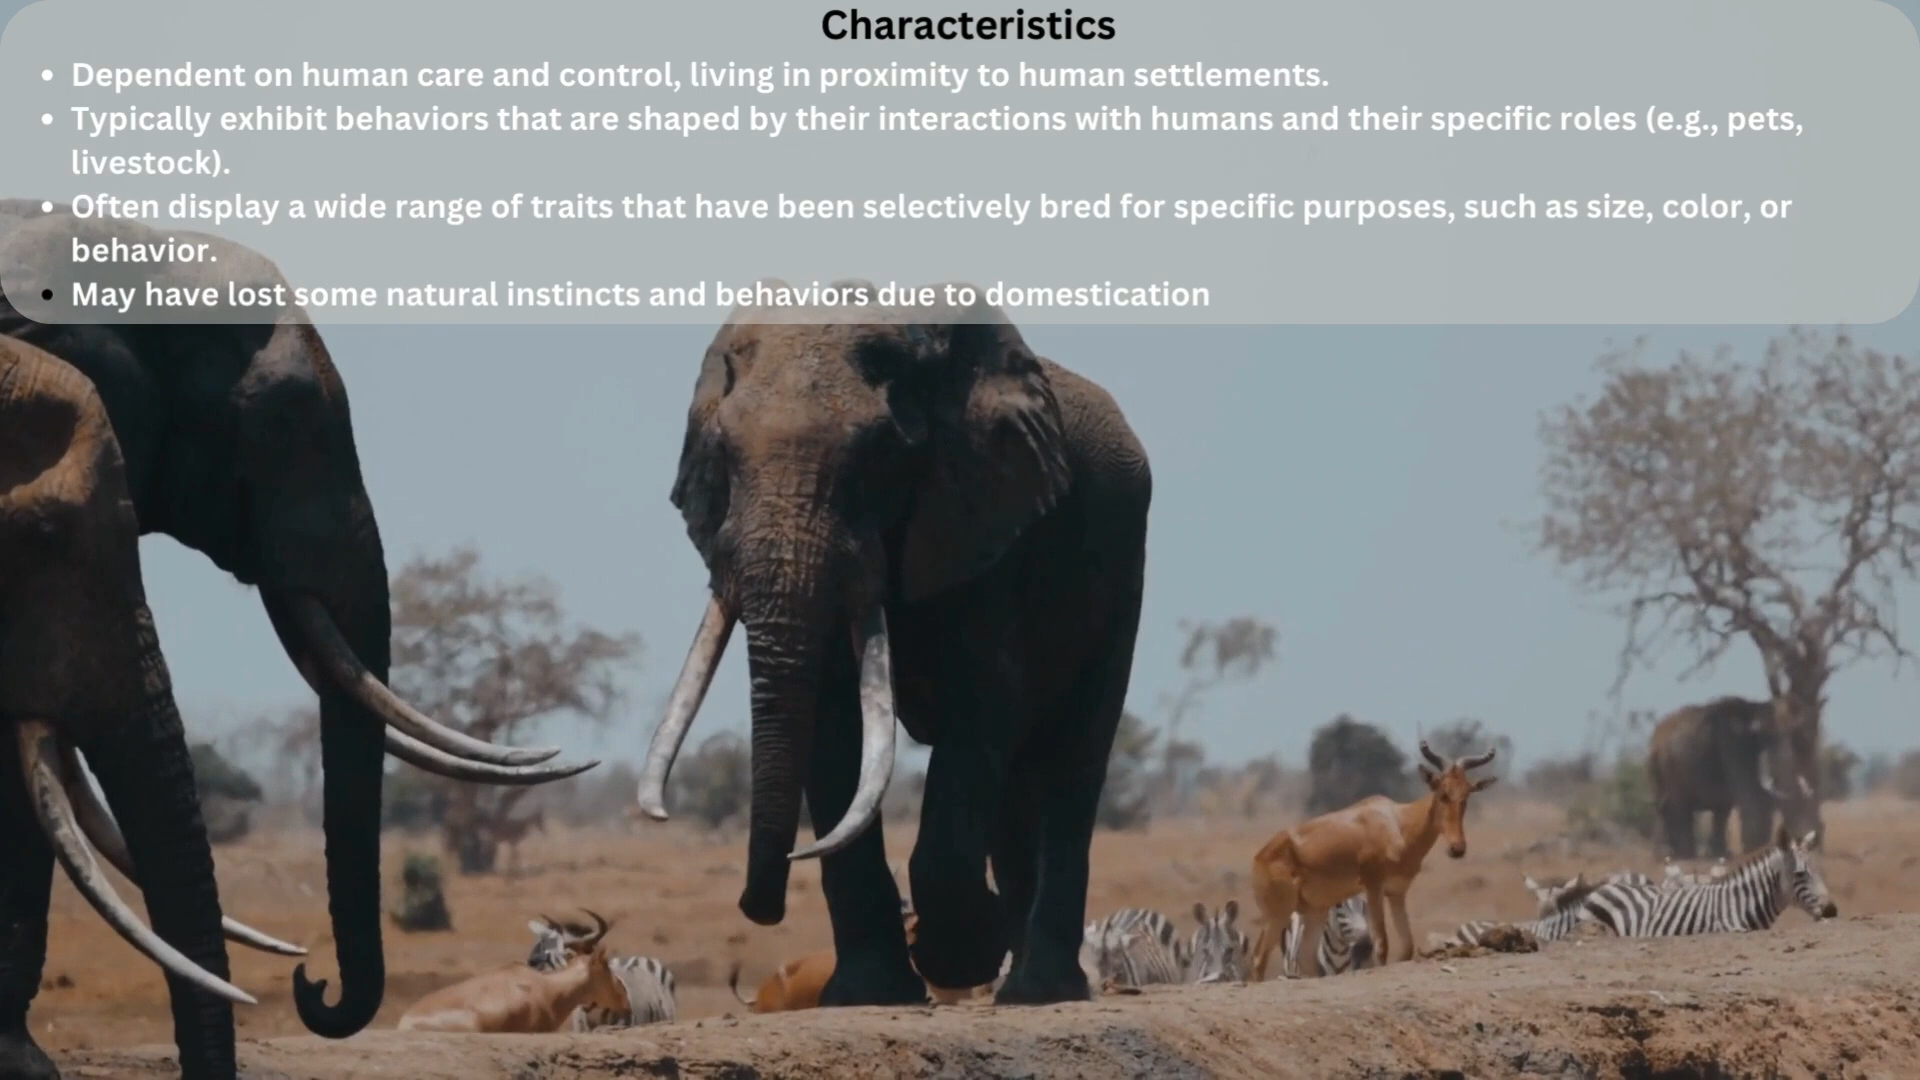 Characteristics
• Dependent on human care and control, living in proximity to human settlements.
• Typically exhibit behaviors that are shaped by their interactions with humans and their specific roles (e.g., pets,
livestock).
• Often display a wide range of traits that have been selectively bred for specific purposes, such as size, color, or
behavior.
• May have lost some natural instincts and behaviors due to domestication